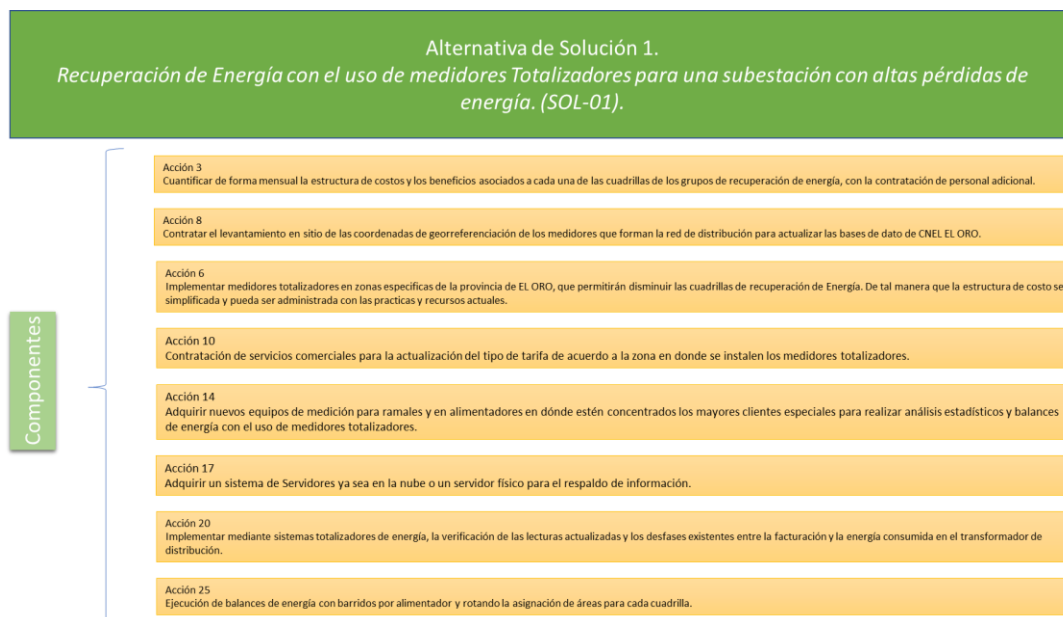 Alternativa de Solución 1.
Recuperación de Energía con el uso de medidores Totalizadores para una subestación con altas pérdidas de
energía. (SOL-01).
Componentes
Acción 3
Cuantificar de forma mensual la estructura de costos y los beneficios asociados a cada una de las cuadrillas de los grupos de recuperación de energía, con la contratación de personal adicional.
Acción 8
Contratar el levantamiento en sitio de las coordenadas de georreferenciación de los medidores que forman la red de distribución para actualizar las bases de dato de CNEL EL ORO.
Acción 6
Implementar medidores totalizadores en zonas especificas de la provincia de EL ORO, que permitirán disminuir las cuadrillas de recuperación de Energía. De tal manera que la estructura de costo se
simplificada y pueda ser administrada con las practicas y recursos actuales.
Acción 10
Contratación de servicios comerciales para la actualización del tipo de tarifa de acuerdo a la zona en donde se instalen los medidores totalizadores.
Acción 14
Adquirir nuevos equipos de medición para ramales y en alimentadores en dónde estén concentrados los mayores clientes especiales para realizar análisis estadísticos y balances
de energía con el uso de medidores totalizadores.
Acción 17
Adquirir un sistema de Servidores ya sea en la nube o un servidor físico para el respaldo de información.
Acción 20
Implementar mediante sistemas totalizadores de energía, la verificación de las lecturas actualizadas y los desfases existentes entre la facturación y la energía consumida en el transformador de
distribución.
Acción 25
Ejecución de balances de energía con barridos por alimentador y rotando la asignación de áreas para cada cuadrilla.